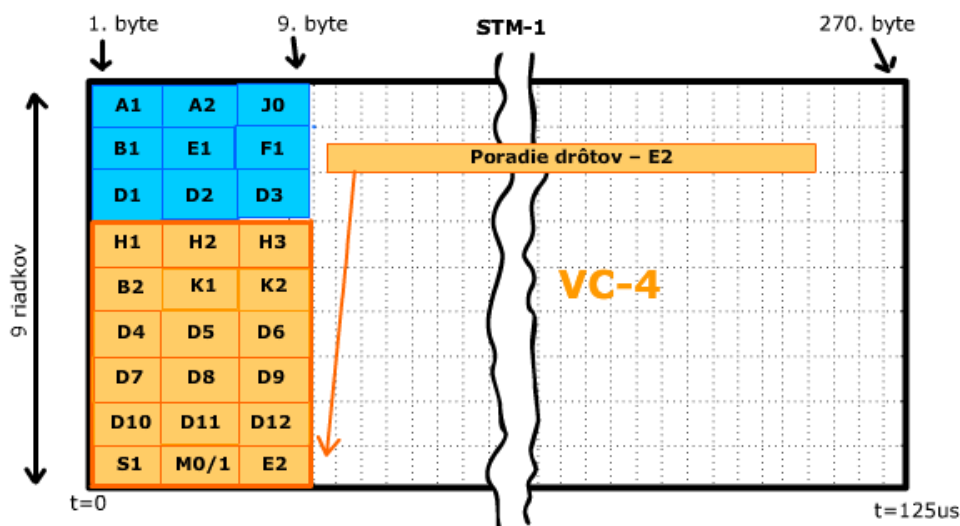 1. byte 9. byte STM-1 270. byte
A1 A2 J0
B1 E1 F1
Poradie drôtov – E2
D1 D2 D3
H1 H2 H3
B2 K1 K2
VC-4
D4 D5 D6
D7 D8 D9
D10 D11 D12
S1 M0/1 E2
9 riadkov
t=0 t=125us